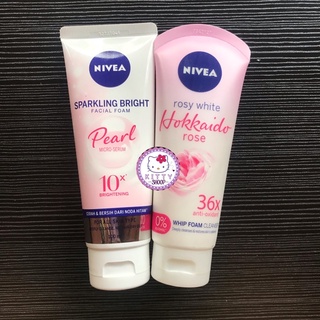 NIVEA
SPARKLING BRIGHT
FACIAL FOAM
Pearl
MICRO SERUM
10x
BRIGHTENING
NIVEA
rosy white
Hokkaido
rose
36x
anti-oxidant
0%
WHIP FOAM
KITTY
SHOP